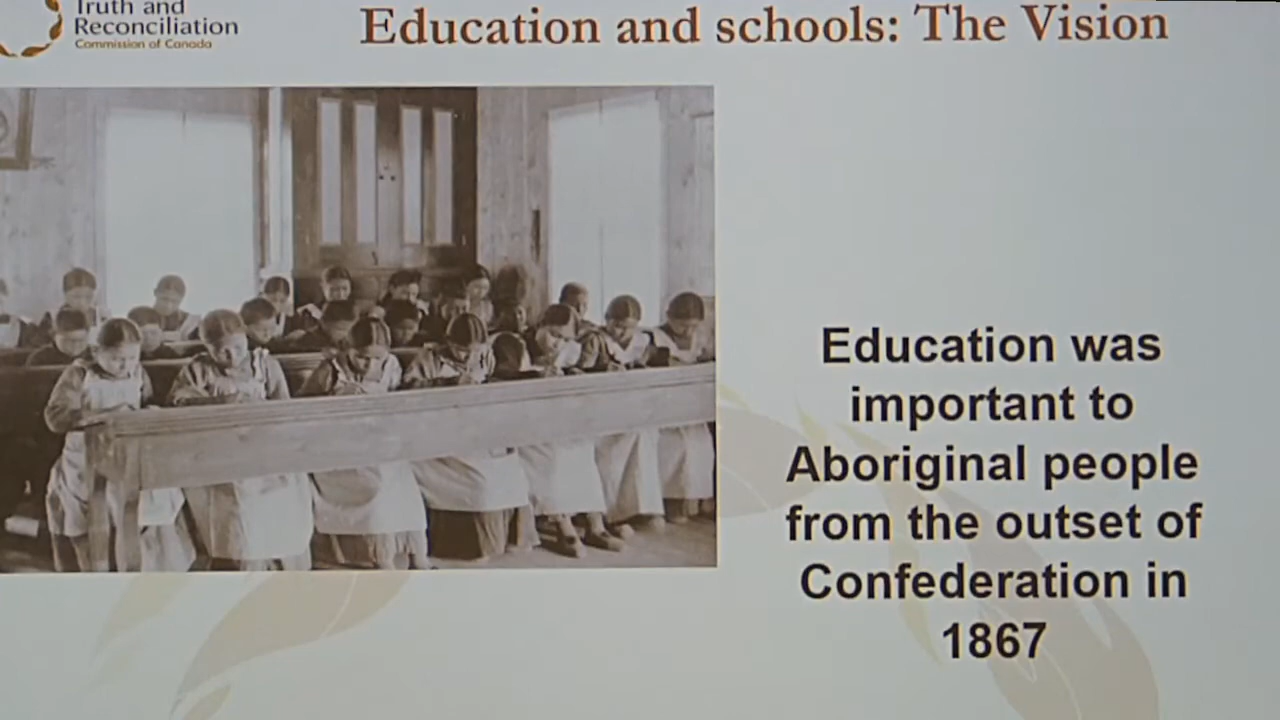 Truth and
Reconciliation
Commission of Canada
Education and schools: The Vision
Education was
important to
Aboriginal people
from the outset of
Confederation in
1867